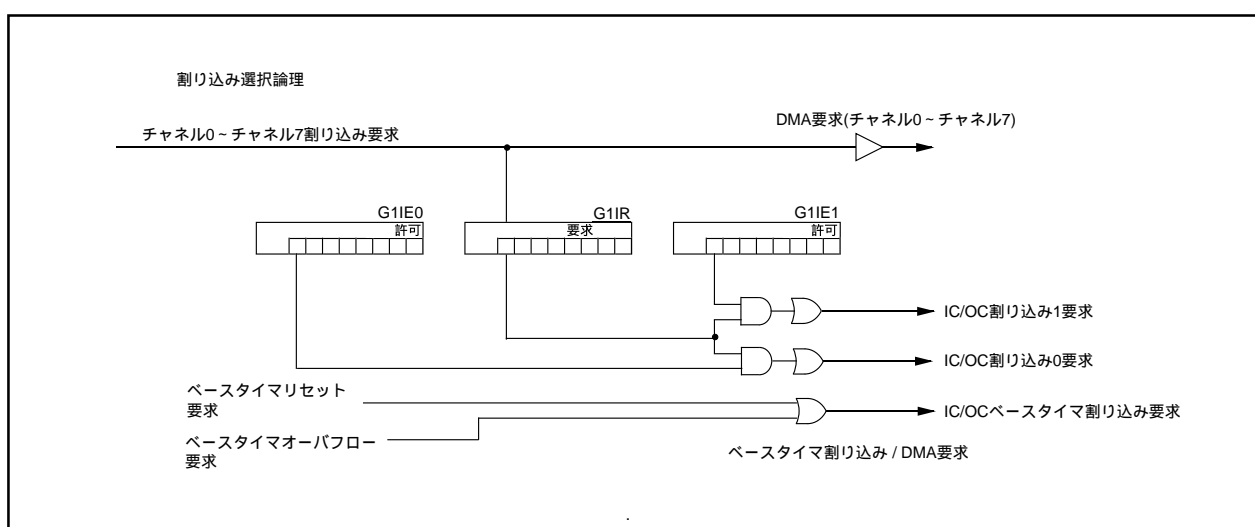 割り込み選択論理
チャネル0 ~ チャネル7割り込み要求
DMA要求(チャネル0 ~ チャネル7)
G1IE0
許可
G1IR
要求
G1IE1
許可
IC/OC割り込み1要求
IC/OC割り込み0要求
ベースタイマリセット
要求
IC/OCベースタイマ割り込み要求
ベースタイマオーバフロー
要求
ベースタイマ割り込み / DMA要求